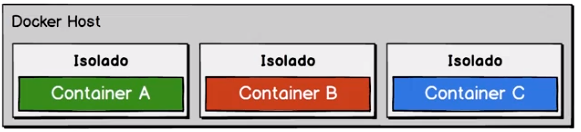 Docker Host
Isolado
Isolado
Isolado
Container A
Container B
Container C